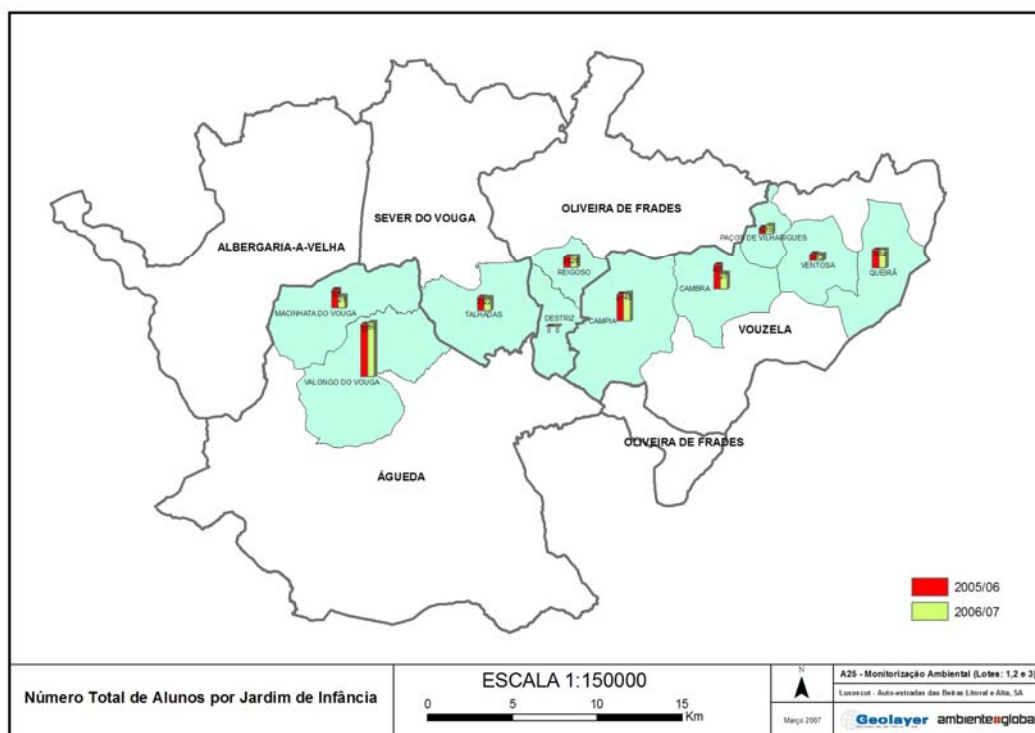 OLIVEIRA DE FRADES
SEVER DO VOUGA
ALBERGARIA-A-VELHA
PAÇOS DE VILHARIGUES
VENTOSA
QUEIRÃ
REIGOSO
CAMBRA
MACINHATA DO VOUGA
TALHADAS
DESTRIZ
CAMPIA
VOUZELA
VALONGO DO VOUGA
OLIVEIRA DE FRADES
ÁGUEDA
2005/06
2006/07
Número Total de Alunos por Jardim de Infância
ESCALA 1:150000
0 5 10 15
Km
N
Março 2007
A25 - Monitorização Ambiental (Lotes: 1,2 e 3)
Lusoscut - Auto-estradas das Beiras Litoral e Alta, SA
Geolayer ambiente global